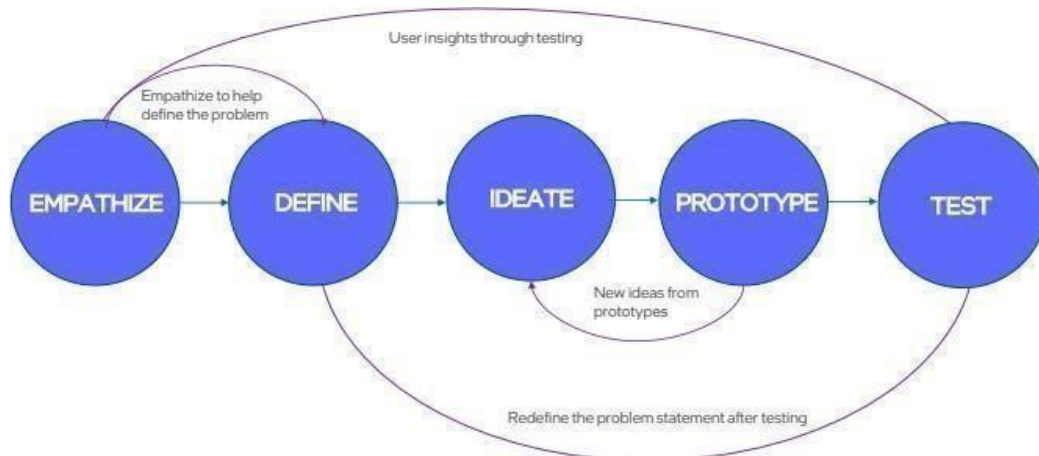 User insights through testing
Empathize to help
define the problem
EMPATHIZE
DEFINE
IDEATE
PROTOTYPE
TEST
New ideas from
prototypes
Redefine the problem statement after testing